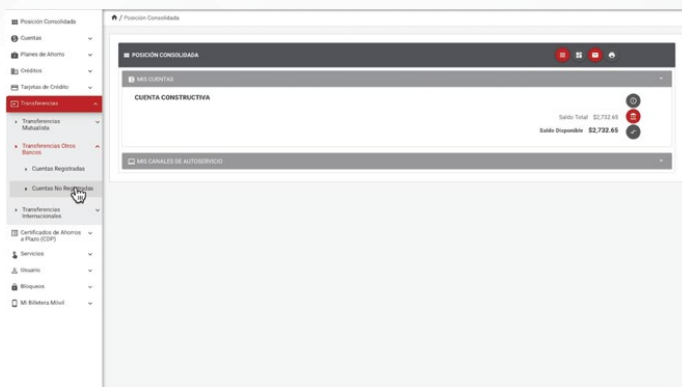 Posición Consolidada
Cuentas
Planes de Ahorro
Créditos
Tarjetas de Crédito
Transferencias
Transferencias
Mutualista
Transferencias Otros
Bancos
Cuentas Registradas
Cuentas No Registradas
Transferencias
Internacionales
Certificados de Ahorros
a Plazo (CDP)
Servicios
Usuario
Bloqueos
Mi Billetera Móvil
/ Posición Consolidada
POSICIÓN CONSOLIDADA
MIS CUENTAS
CUENTA CONSTRUCTIVA
Saldo Total $2,732.65
Saldo Disponible $2,732.65
MIS CANALES DE AUTOSERVICIO